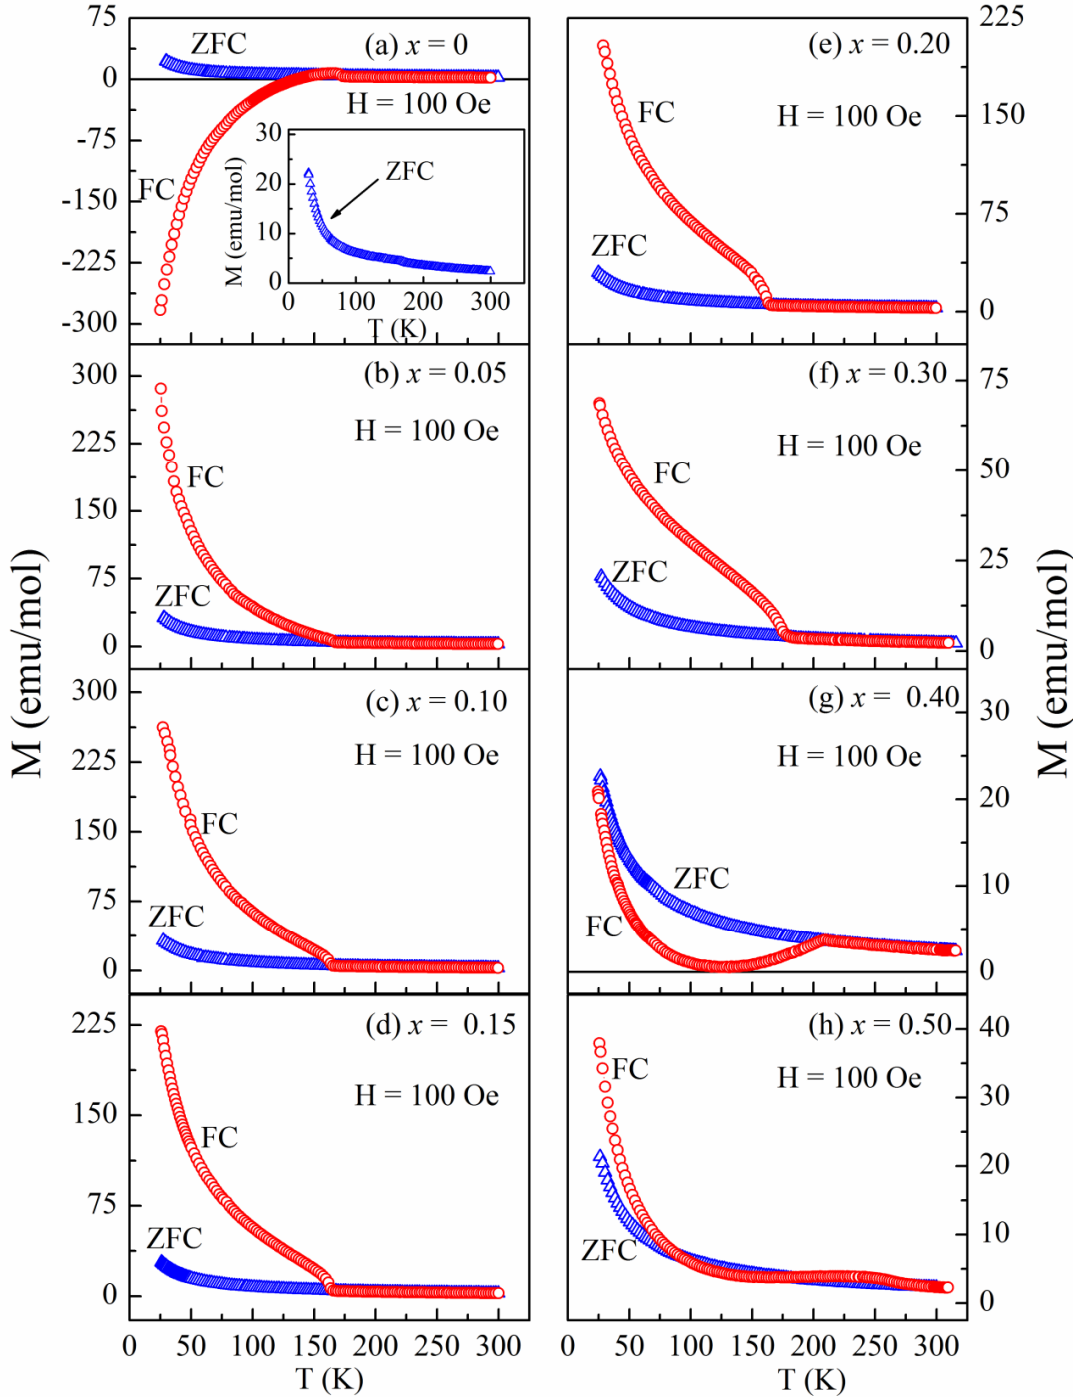 M (emu/mol)
75
0
-75
-150
-225
-300
ZFC
(a) x = 0
H = 100 Oe
FC
30
20
10
0
M (emu/mol)
ZFC
0 100 200 300
T (K)
300
225
150
75
0
(b) x = 0.05
H = 100 Oe
FC
ZFC
300
225
150
75
0
(c) x = 0.10
H = 100 Oe
FC
ZFC
225
150
75
0
(d) x = 0.15
H = 100 Oe
FC
ZFC
0 50 100 150 200 250 300
T (K)
(e) x = 0.20
H = 100 Oe
FC
ZFC
225
150
75
0
(f) x = 0.30
H = 100 Oe
FC
ZFC
75
50
25
0
(g) x = 0.40
H = 100 Oe
ZFC
FC
30
20
10
0
(h) x = 0.50
H = 100 Oe
FC
ZFC
40
30
20
10
0
0 50 100 150 200 250 300
T (K)
M (emu/mol)